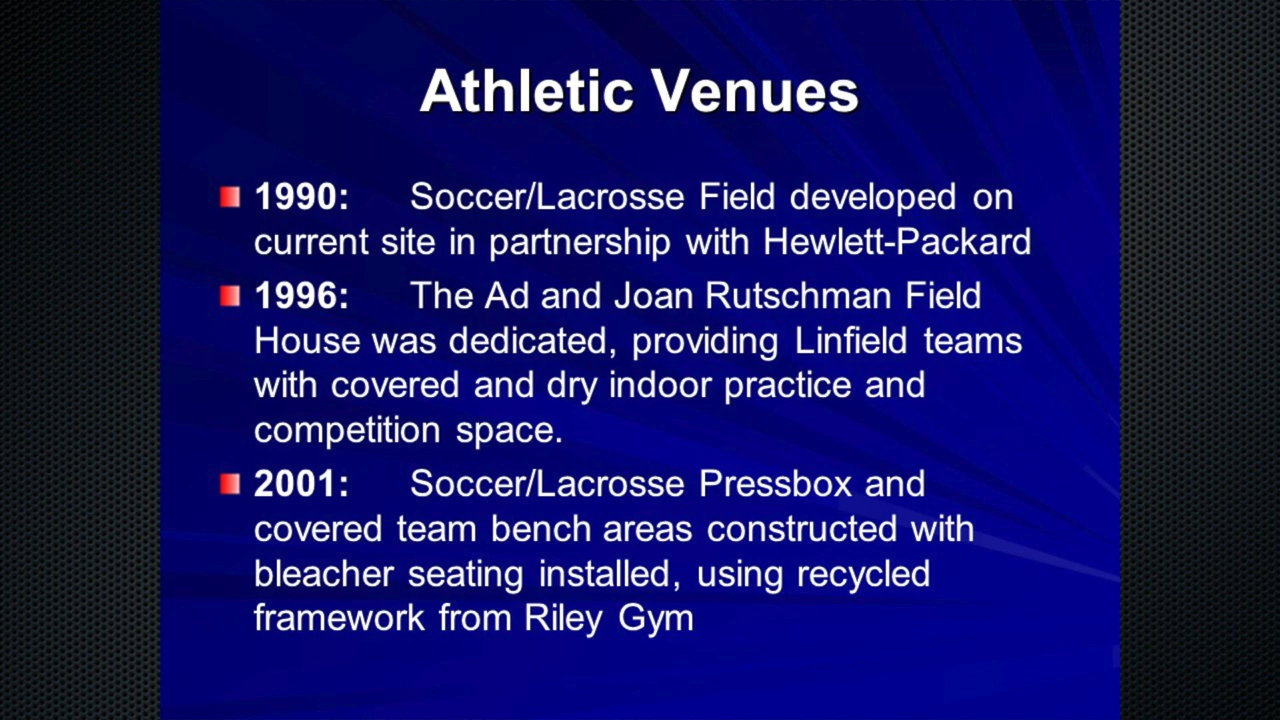 Athletic Venues
1990: Soccer/Lacrosse Field developed on
current site in partnership with Hewlett-Packard
1996: The Ad and Joan Rutschman Field
House was dedicated, providing Linfield teams
with covered and dry indoor practice and
competition space.
2001: Soccer/Lacrosse Pressbox and
covered team bench areas constructed with
bleacher seating installed, using recycled
framework from Riley Gym